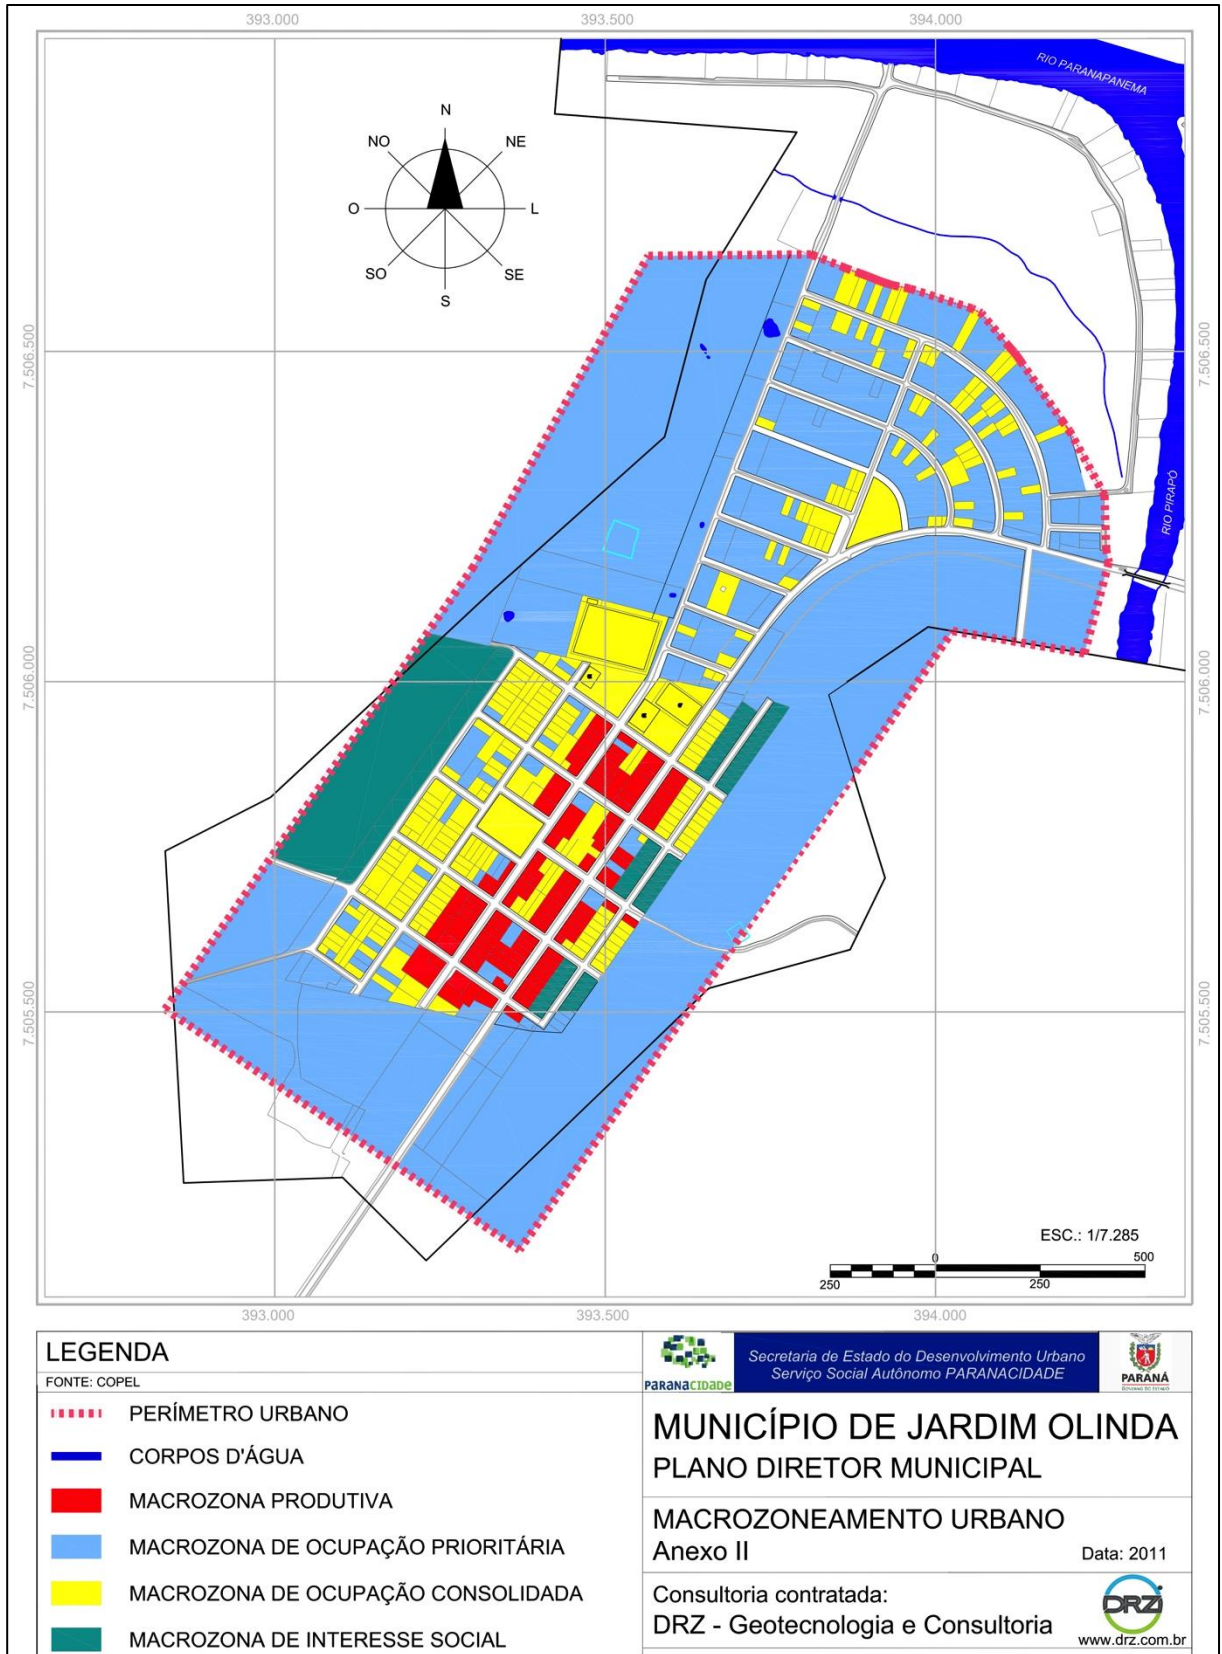 393.000 393.500 394.000
RIO PARANAPANEMA
N
NO NE
O L
SO SE
S
7.506.500 7.506.500
RIO PIRAPÓ
7.506.000 7.506.000
7.505.500 7.505.500
ESC.: 1/7.285
0 500
250 250
393.000 393.500 394.000
LEGENDA
FONTE: COPEL
PERÍMETRO URBANO
CORPOS D'ÁGUA
MACROZONA PRODUTIVA
MACROZONA DE OCUPAÇÃO PRIORITÁRIA
MACROZONA DE OCUPAÇÃO CONSOLIDADA
MACROZONA DE INTERESSE SOCIAL
PARANACIDADE
Secretaria de Estado do Desenvolvimento Urbano
Serviço Social Autônomo PARANACIDADE
PARANÁ
GOVERNO DO ESTADO
MUNICÍPIO DE JARDIM OLINDA
PLANO DIRETOR MUNICIPAL
MACROZONEAMENTO URBANO
Anexo II Data: 2011
Consultoria contratada:
DRZ - Geotecnologia e Consultoria
DRZ
www.drz.com.br